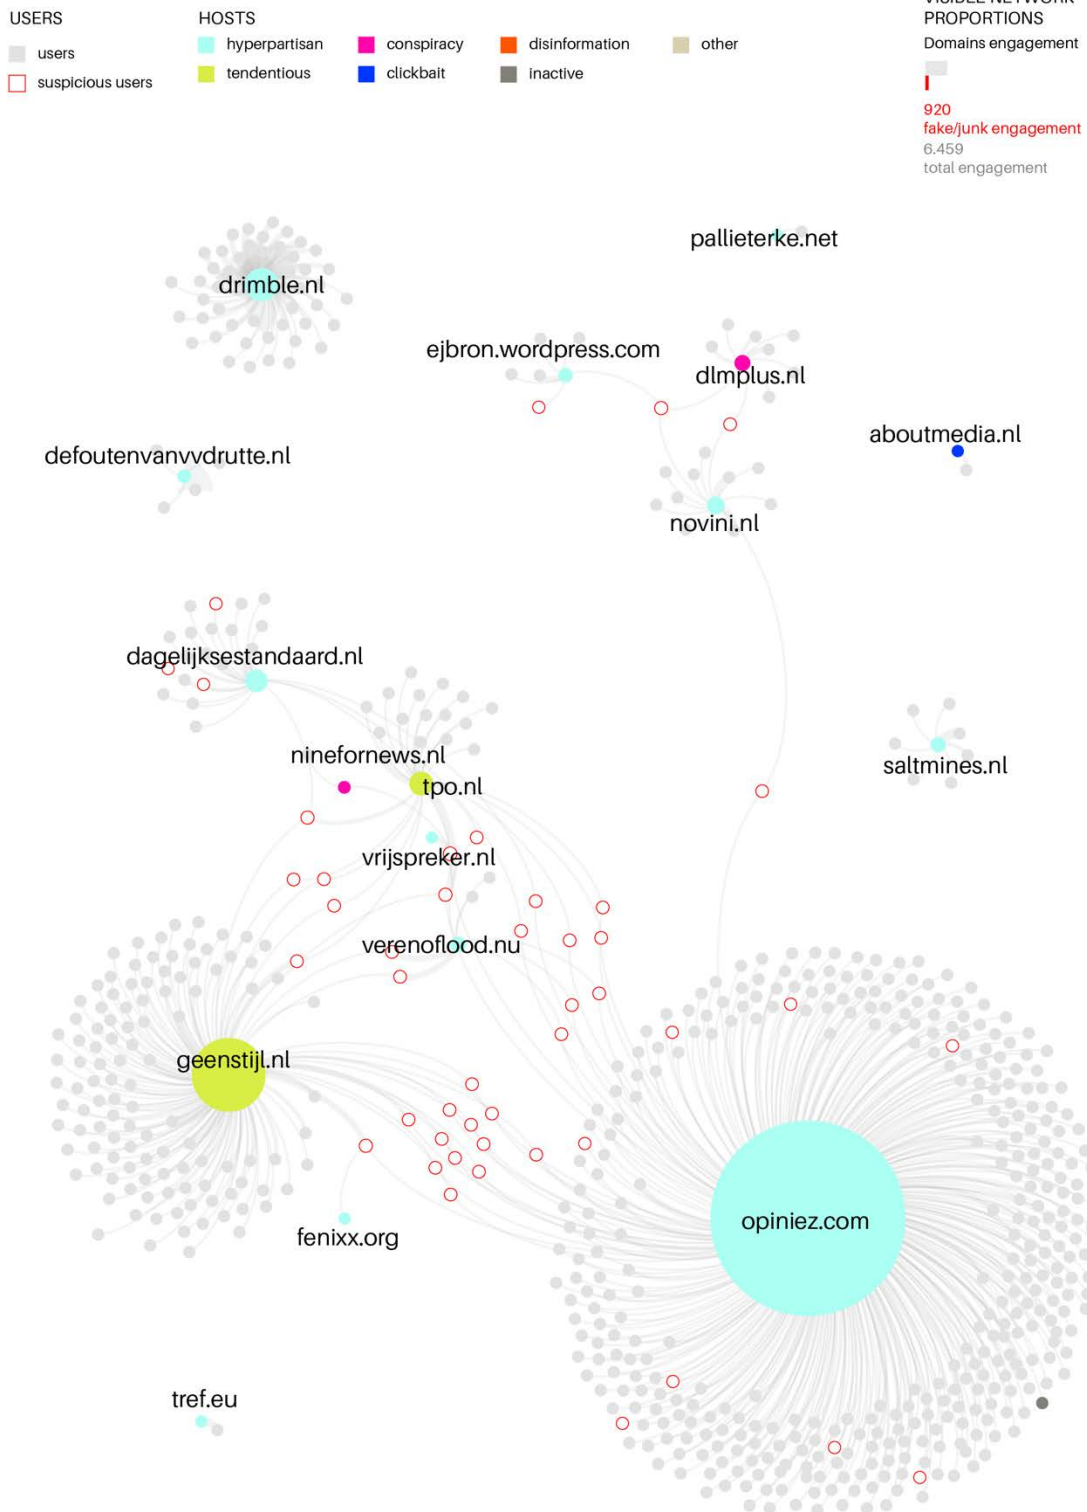 USERS
users
suspicious users
HOSTS
hyperpartisan
conspiracy
disinformation
other
tendentious
clickbait
inactive
VISIBLE NETWORK
PROPORTIONS
Domains engagement
920
fake/junk engagement
6.459
total engagement
pallieterke.net
drimble.nl
ejbron.wordpress.com
dlmplus.nl
aboutmedia.nl
defoutenvanvvdrutte.nl
novini.nl
dagelijksestandaard.nl
ninefornews.nl
tpo.nl
saltmines.nl
vrijspreker.nl
verenoflood.nu
geenstijl.nl
opiniez.com
fenixx.org
tref.eu